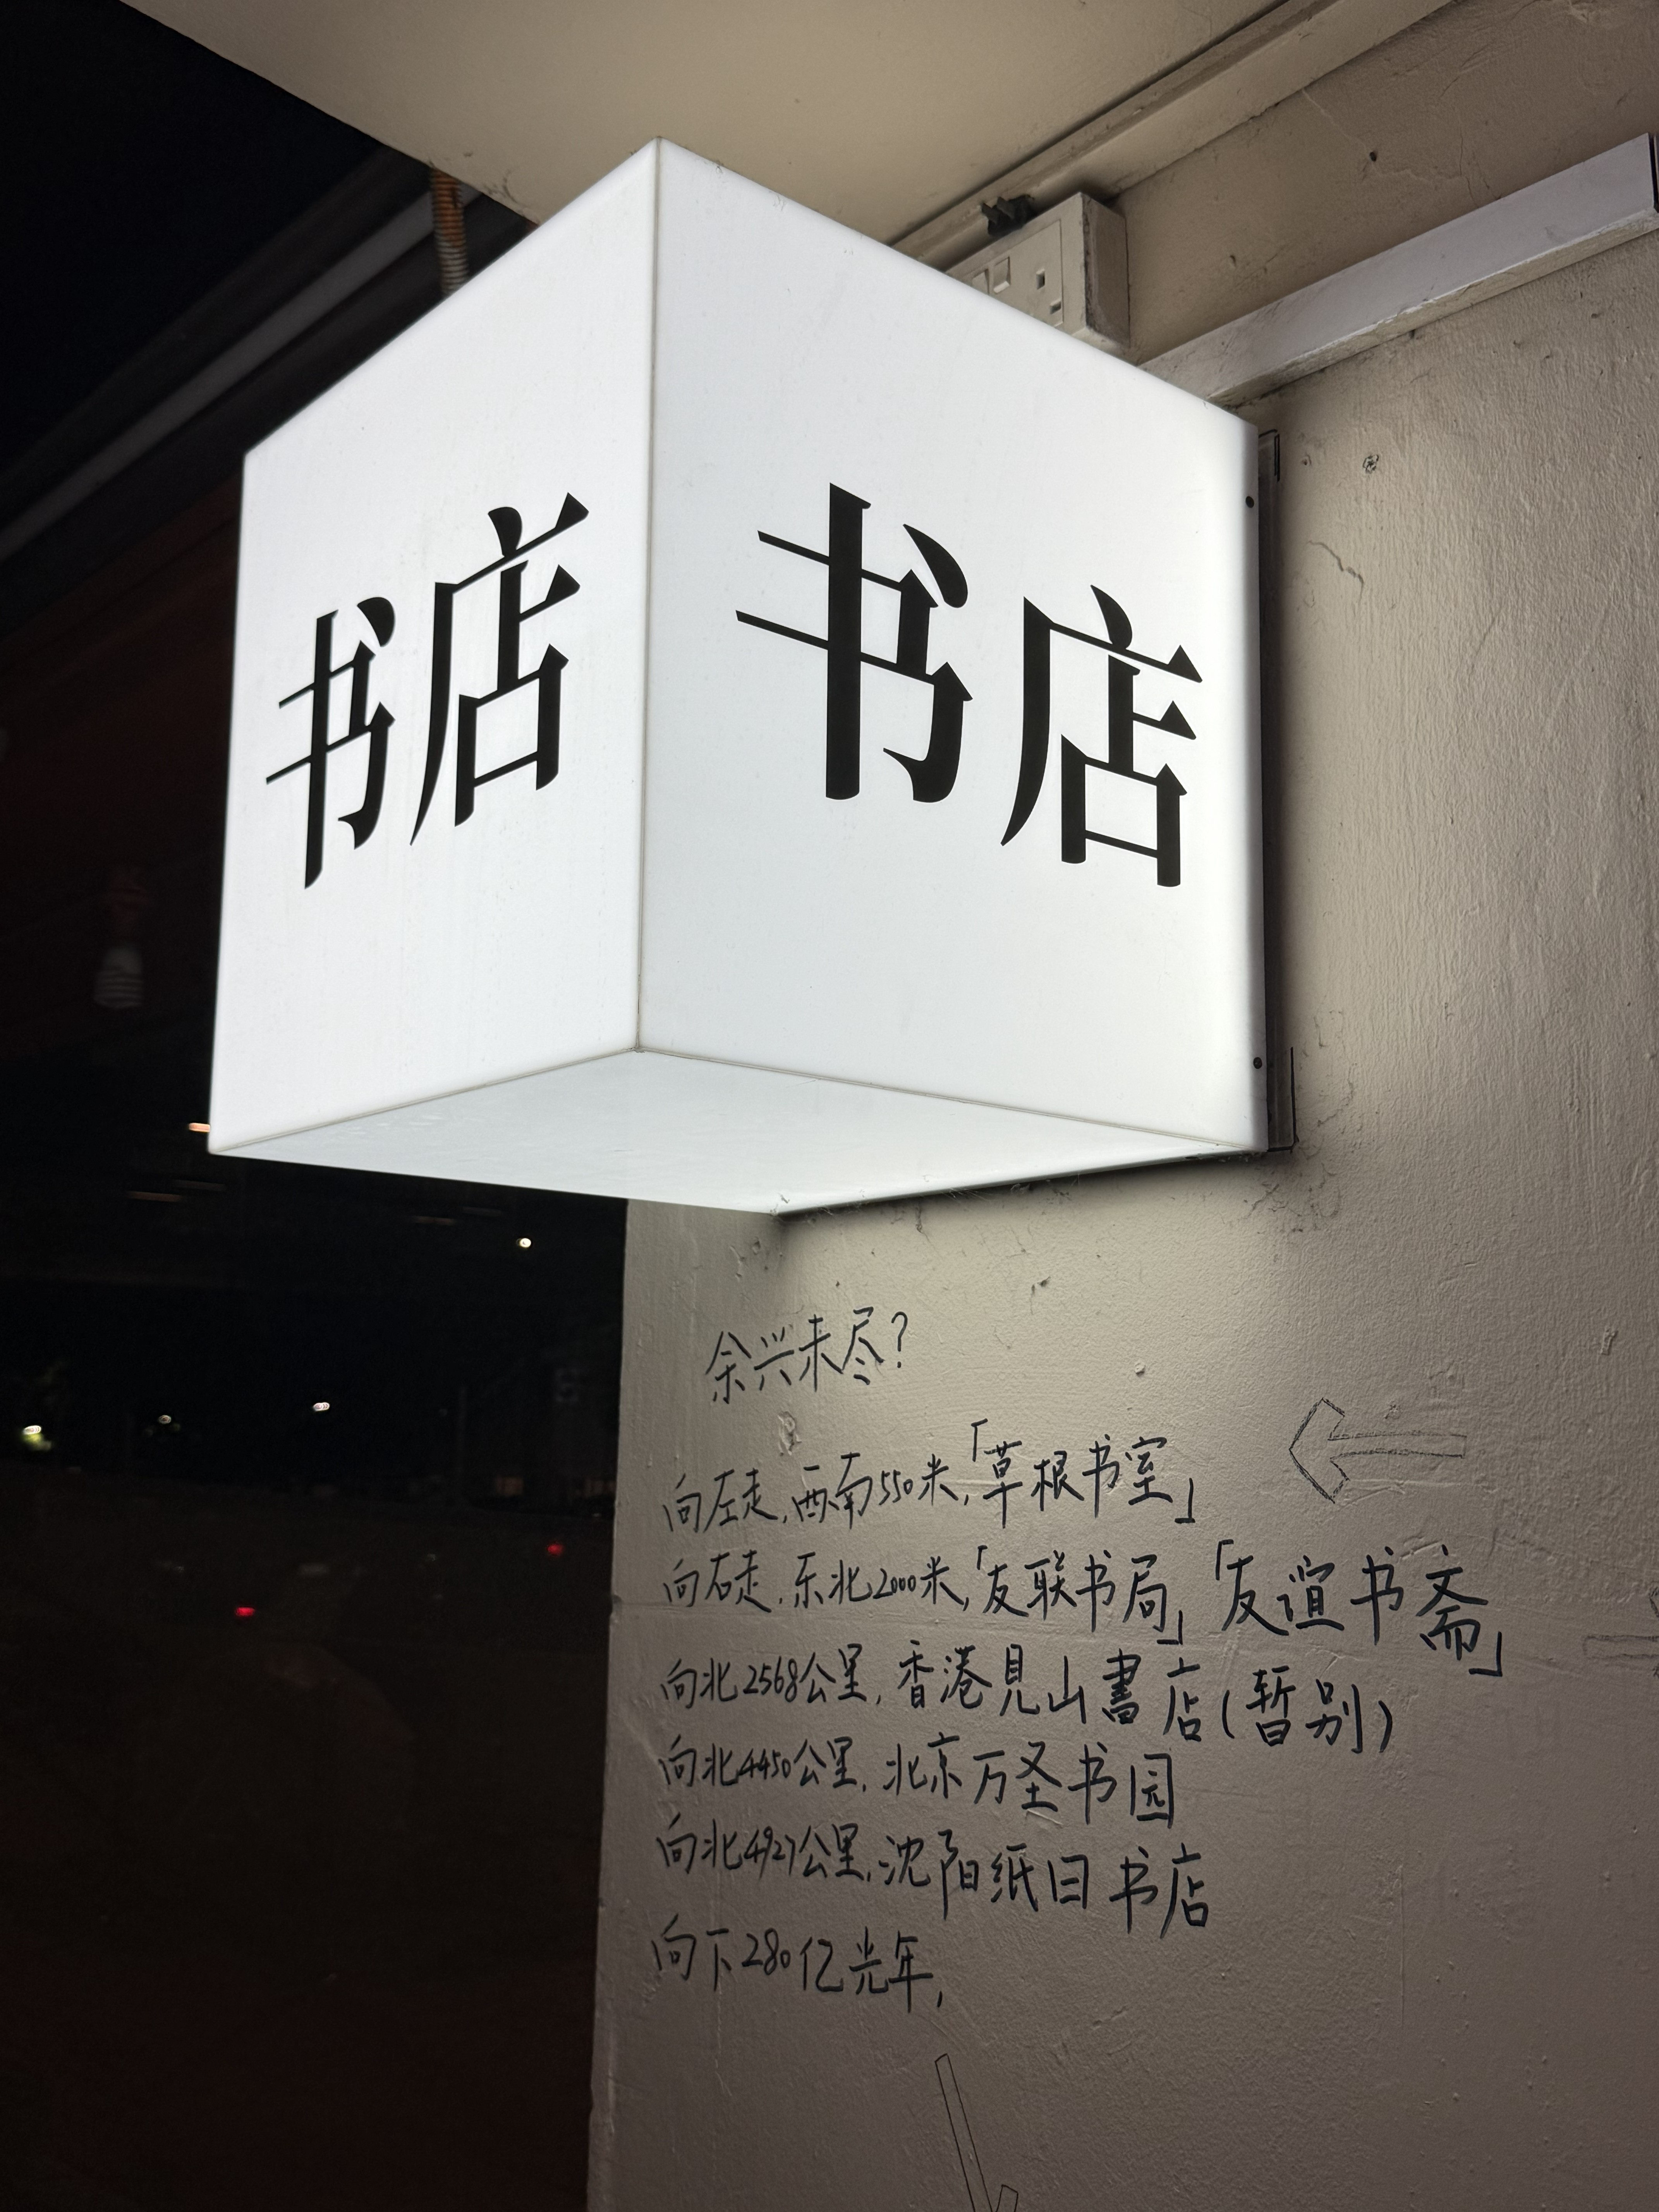 书店
书店
余兴未尽?
向左走,西南550米,「草根书室」
向右走,东北2000米,「友联书局」「友谊书斋」
向北2568公里,香港見山書店(暂别)
向北4450公里,北京万圣书园
向北4927公里,沈阳纸日书店
向下280亿光年,